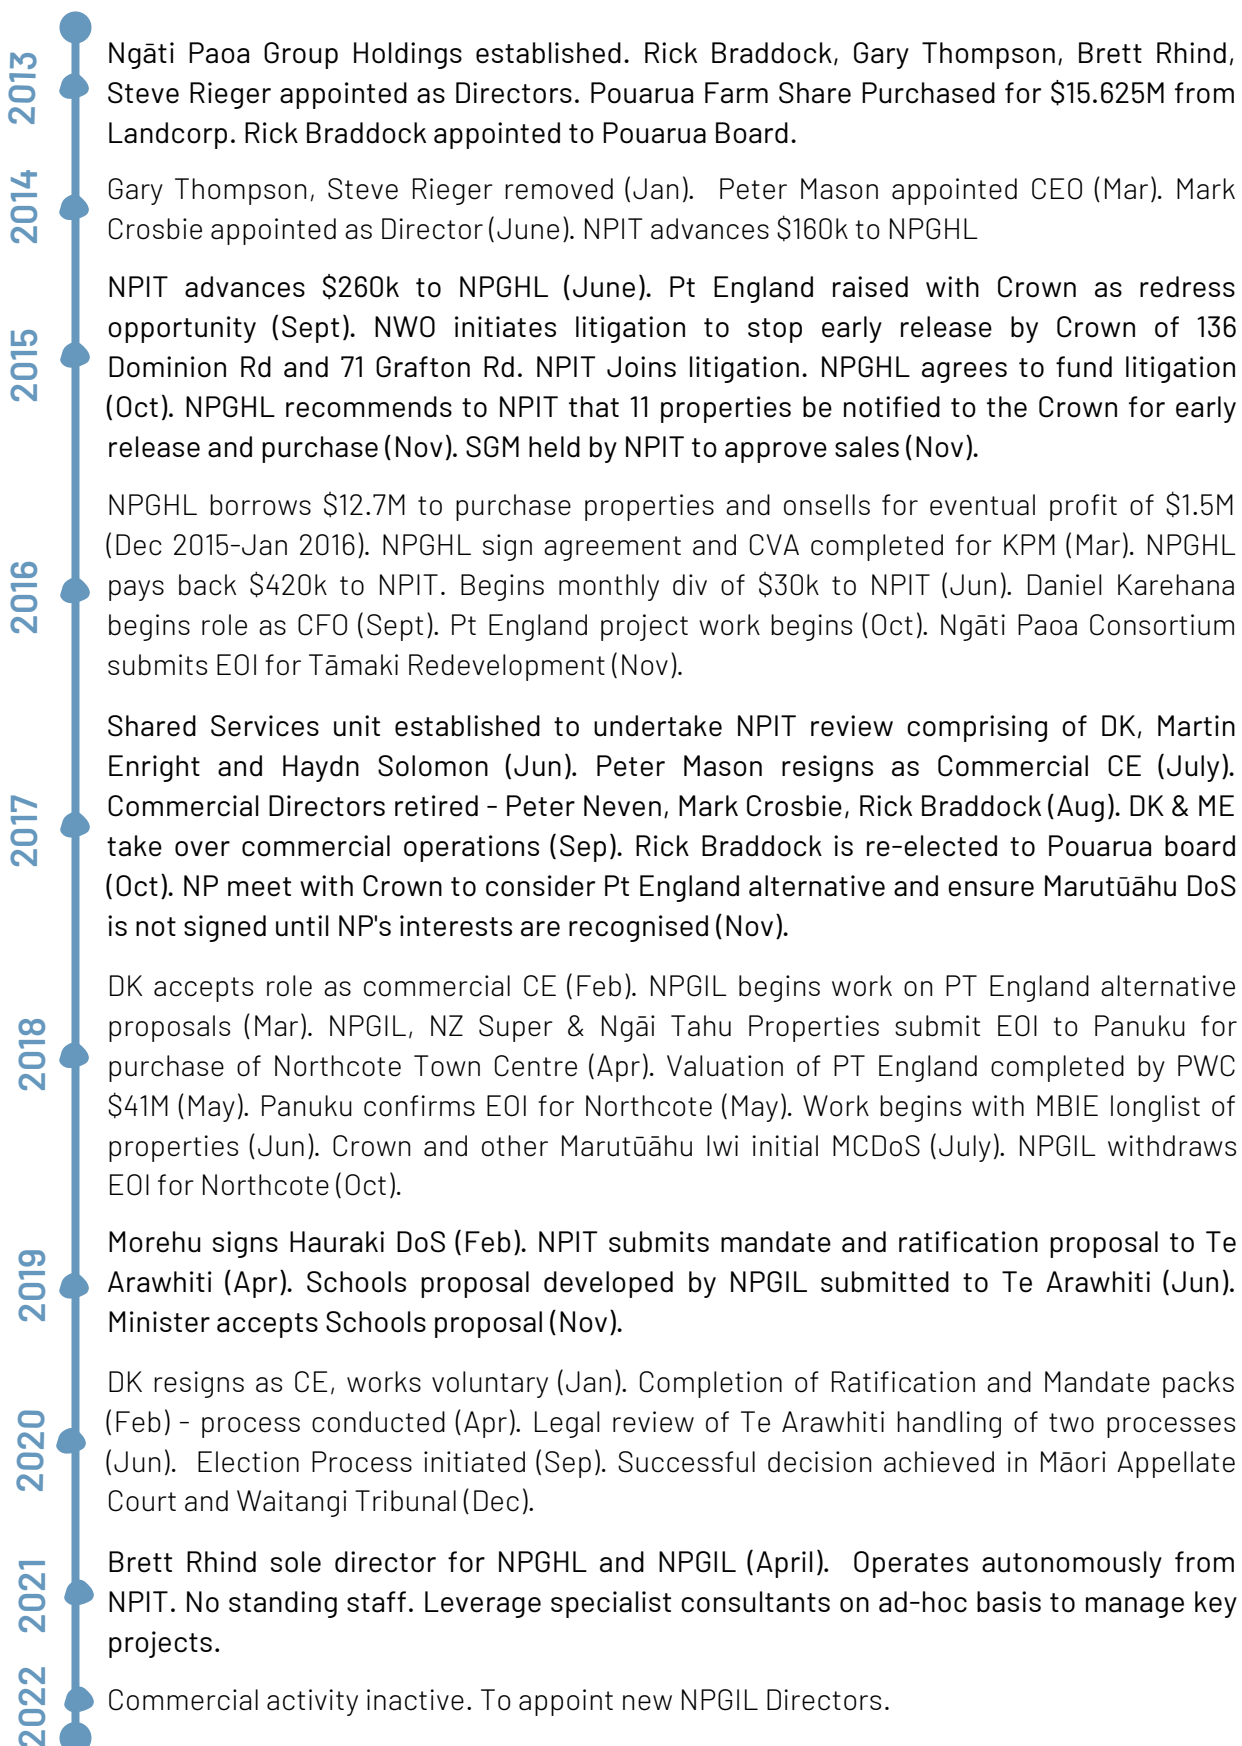 2013
Ngāti Paoa Group Holdings established. Rick Braddock, Gary Thompson, Brett Rhind,
Steve Rieger appointed as Directors. Pouarua Farm Share Purchased for $15.625M from
Landcorp. Rick Braddock appointed to Pouarua Board.
2014
Gary Thompson, Steve Rieger removed (Jan). Peter Mason appointed CEO (Mar). Mark
Crosbie appointed as Director (June). NPIT advances $160k to NPGHL
2015
NPIT advances $260k to NPGHL (June). Pt England raised with Crown as redress
opportunity (Sept). NWO initiates litigation to stop early release by Crown of 136
Dominion Rd and 71 Grafton Rd. NPIT Joins litigation. NPGHL agrees to fund litigation
(Oct). NPGHL recommends to NPIT that 11 properties be notified to the Crown for early
release and purchase (Nov). SGM held by NPIT to approve sales (Nov).
2016
NPGHL borrows $12.7M to purchase properties and onsells for eventual profit of $1.5M
(Dec 2015-Jan 2016). NPGHL sign agreement and CVA completed for KPM (Mar). NPGHL
pays back $420k to NPIT. Begins monthly div of $30k to NPIT (Jun). Daniel Karehana
begins role as CFO (Sept). Pt England project work begins (Oct). Ngāti Paoa Consortium
submits EOI for Tāmaki Redevelopment (Nov).
2017
Shared Services unit established to undertake NPIT review comprising of DK, Martin
Enright and Haydn Solomon (Jun). Peter Mason resigns as Commercial CE (July).
Commercial Directors retired - Peter Neven, Mark Crosbie, Rick Braddock (Aug). DK & ME
take over commercial operations (Sep). Rick Braddock is re-elected to Pouarua board
(Oct). NP meet with Crown to consider Pt England alternative and ensure Marutūāhu DoS
is not signed until NP's interests are recognised (Nov).
2018
DK accepts role as commercial CE (Feb). NPGIL begins work on PT England alternative
proposals (Mar). NPGIL, NZ Super & Ngāi Tahu Properties submit EOI to Panuku for
purchase of Northcote Town Centre (Apr). Valuation of PT England completed by PWC
$41M (May). Panuku confirms EOI for Northcote (May). Work begins with MBIE longlist of
properties (Jun). Crown and other Marutūāhu Iwi initial MCDoS (July). NPGIL withdraws
EOI for Northcote (Oct).
2019
Morehu signs Hauraki DoS (Feb). NPIT submits mandate and ratification proposal to Te
Arawhiti (Apr). Schools proposal developed by NPGIL submitted to Te Arawhiti (Jun).
Minister accepts Schools proposal (Nov).
2020
DK resigns as CE, works voluntary (Jan). Completion of Ratification and Mandate packs
(Feb) - process conducted (Apr). Legal review of Te Arawhiti handling of two processes
(Jun). Election Process initiated (Sep). Successful decision achieved in Māori Appellate
Court and Waitangi Tribunal (Dec).
2021
Brett Rhind sole director for NPGHL and NPGIL (April). Operates autonomously from
NPIT. No standing staff. Leverage specialist consultants on ad-hoc basis to manage key
projects.
2022
Commercial activity inactive. To appoint new NPGIL Directors.